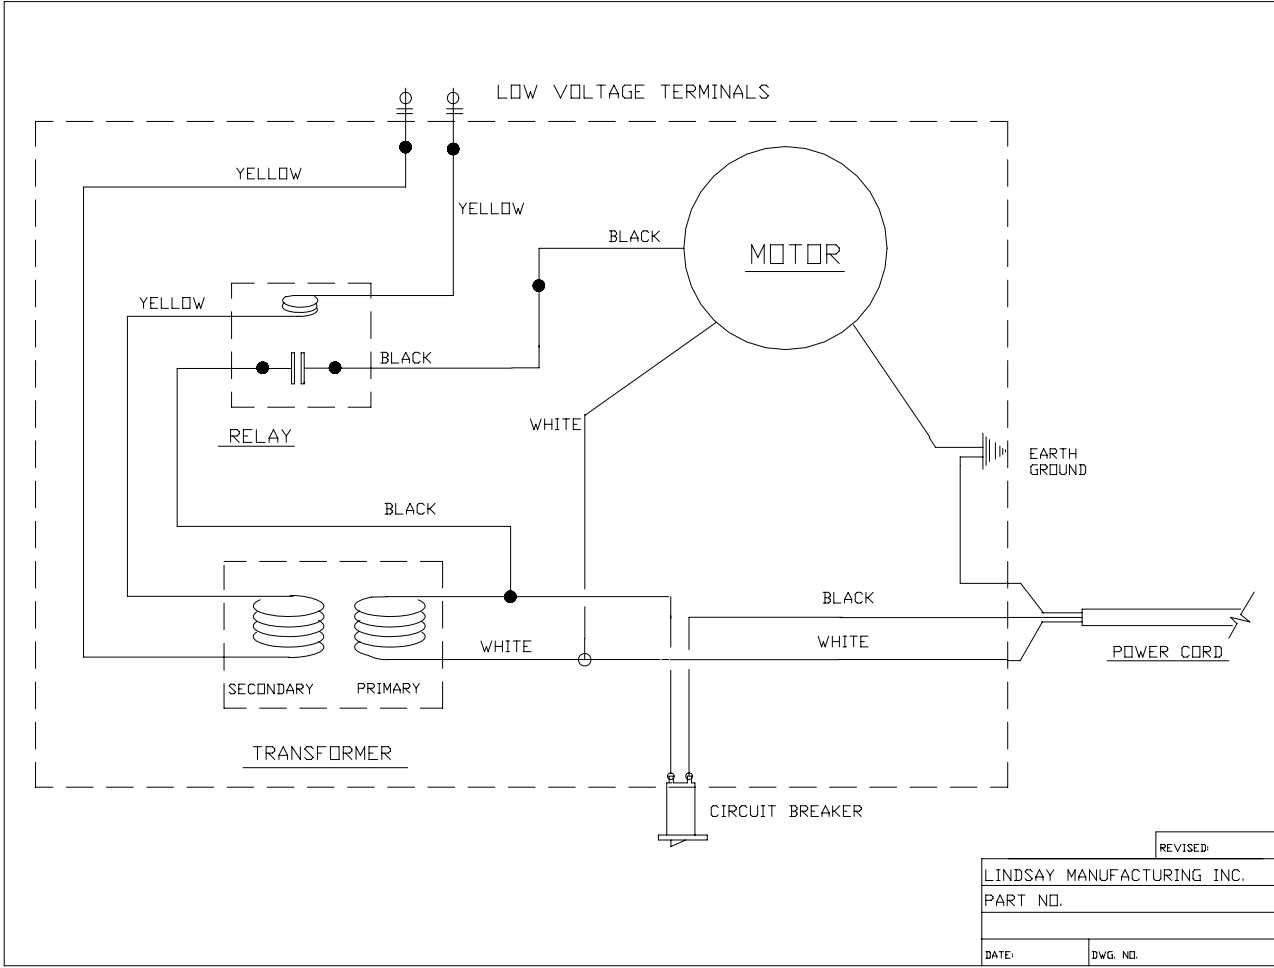 LOW VOLTAGE TERMINALS
YELLOW
YELLOW
BLACK
MOTOR
YELLOW
BLACK
WHITE
RELAY
EARTH
GROUND
BLACK
BLACK
WHITE
WHITE
POWER CORD
SECONDARY
PRIMARY
TRANSFORMER
CIRCUIT BREAKER
REVISED:
LINDSAY MANUFACTURING INC.
PART NO.
DATE:
DWG. NO.